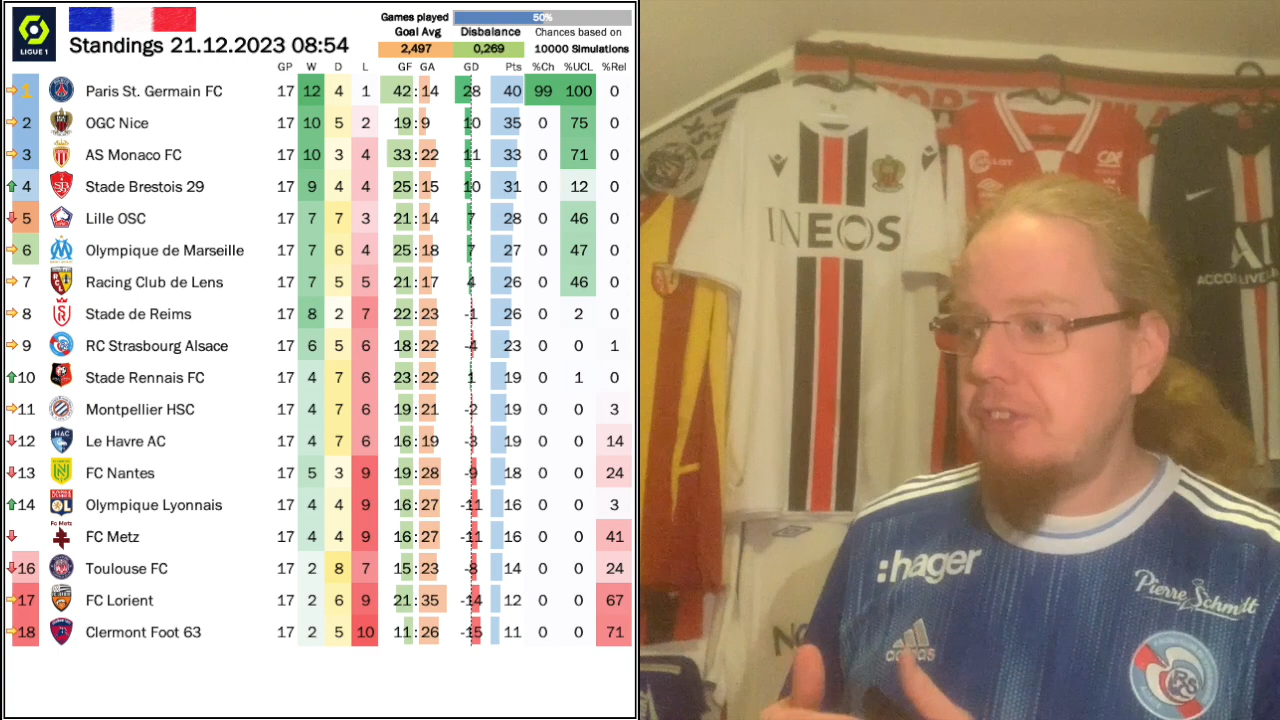 Games played 50%
Goal Avg Disbalance Chances based on
Standings 21.12.2023 08:54 2,497 0,269 10000 Simulations
LIGUE 1
GP W D L GF GA GD Pts %Ch %UCL %Rel
1 Paris St. Germain FC 17 12 4 1 42:14 28 40 99 100 0
2 OGC Nice 17 10 5 2 19:9 10 35 0 75 0
3 AS Monaco FC 17 10 3 4 33:22 11 33 0 71 0
4 Stade Brestois 29 17 9 4 4 25:15 10 31 0 12 0
5 Lille OSC 17 7 7 3 21:14 7 28 0 46 0
6 Olympique de Marseille 17 7 6 4 25:18 7 27 0 47 0
7 Racing Club de Lens 17 7 5 5 21:17 4 26 0 46 0
8 Stade de Reims 17 8 2 7 22:23 -1 26 0 2 0
9 RC Strasbourg Alsace 17 6 5 6 18:22 -4 23 0 0 1
10 Stade Rennais FC 17 4 7 6 23:22 1 19 0 1 0
11 Montpellier HSC 17 4 7 6 19:21 -2 19 0 0 3
12 Le Havre AC 17 4 7 6 16:19 -3 19 0 0 14
13 FC Nantes 17 5 3 9 19:28 -9 18 0 0 24
14 Olympique Lyonnais 17 4 4 9 16:27 -11 16 0 0 3
Fc Metz
FC Metz 17 4 4 9 16:27 -11 16 0 0 41
16 Toulouse FC 17 2 8 7 15:23 -8 14 0 0 24
17 FC Lorient 17 2 6 9 21:35 -14 12 0 0 67
18 Clermont Foot 63 17 2 5 10 11:26 -15 11 0 0 71
INEOS
CA
ACCOR LIVE
:hager
Pierre Schmidt
adidas
RCS